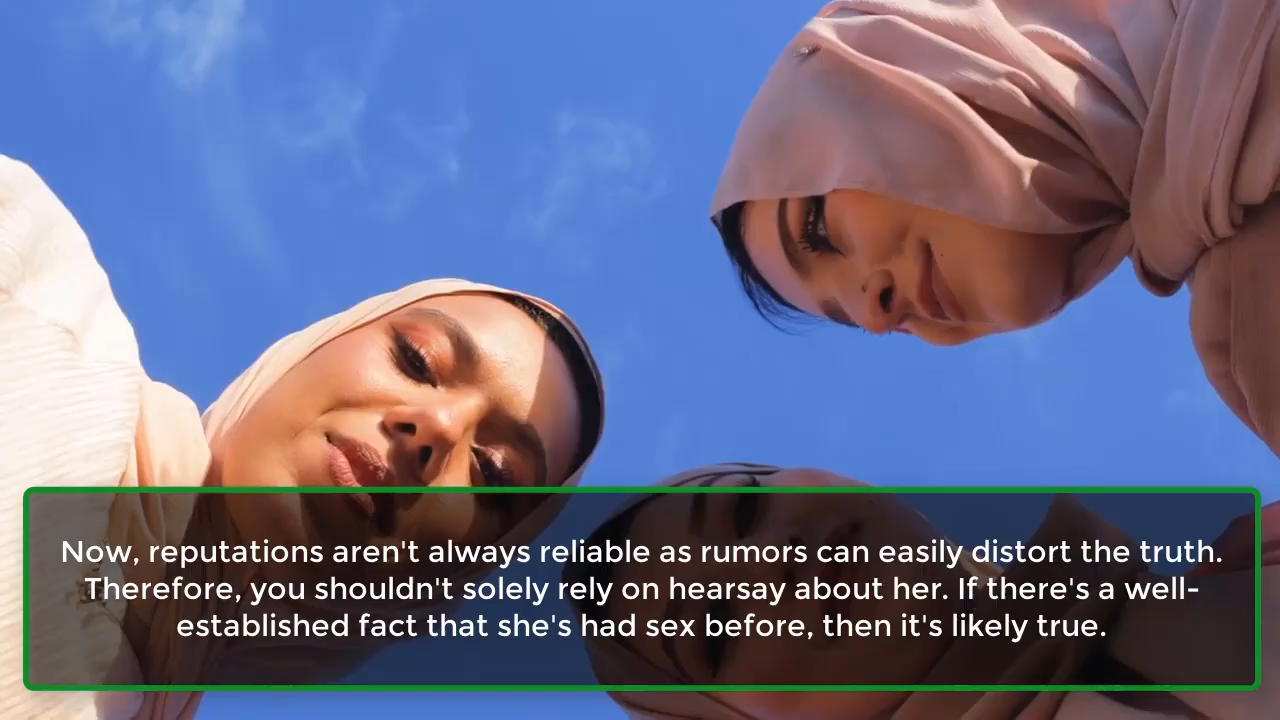 Now, reputations aren't always reliable as rumors can easily distort the truth.
Therefore, you shouldn't solely rely on hearsay about her. If there's a well-
established fact that she's had sex before, then it's likely true.